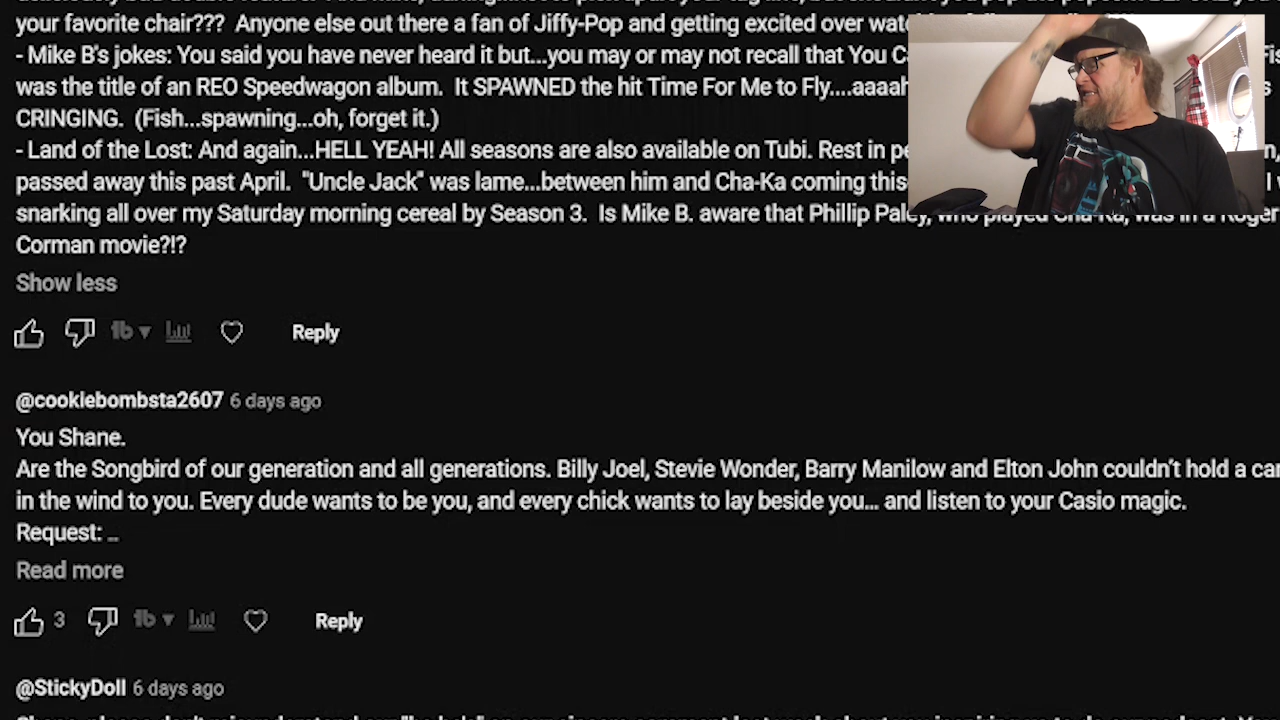 your favorite chair??? Anyone else out there a fan of Jiffy-Pop and getting excited over
- Mike B's jokes: You said you have never heard it but...you may or may not recall that You
was the title of an REO Speedwagon album. It SPAWNED the hit Time For Me to Fly....aaaah
CRINGING. (Fish...spawning...oh, forget it.)
- Land of the Lost: And again...HELL YEAH! All seasons are also available on Tubi. Rest in
passed away this past April. "Uncle Jack" was lame...between him and Cha-Ka coming
snarking all over my Saturday morning cereal by Season 3. Is Mike B. aware that Phillip Paley, who played Cha-Ka, was in a Roger
Corman movie?!?
Show less
Reply
@cookiebombsta2607 6 days ago
You Shane.
Are the Songbird of our generation and all generations. Billy Joel, Stevie Wonder, Barry Manilow and Elton John couldn't hold a
in the wind to you. Every dude wants to be you, and every chick wants to lay beside you... and listen to your Casio magic.
Request: ..
Read more
3
Reply
@StickyDoll 6 days ago